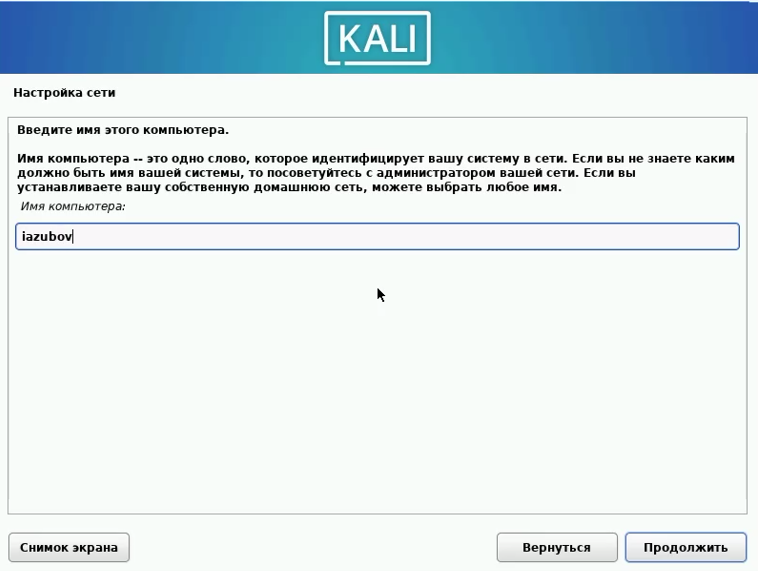 KALI
Настройка сети
Введите имя этого компьютера.
Имя компьютера -- это одно слово, которое идентифицирует вашу систему в сети. Если вы не знаете каким
должно быть имя вашей системы, то посоветуйтесь с администратором вашей сети. Если вы
устанавливаете вашу собственную домашнюю сеть, можете выбрать любое имя.
Имя компьютера:
iazubov
Снимок экрана
Вернуться
Продолжить